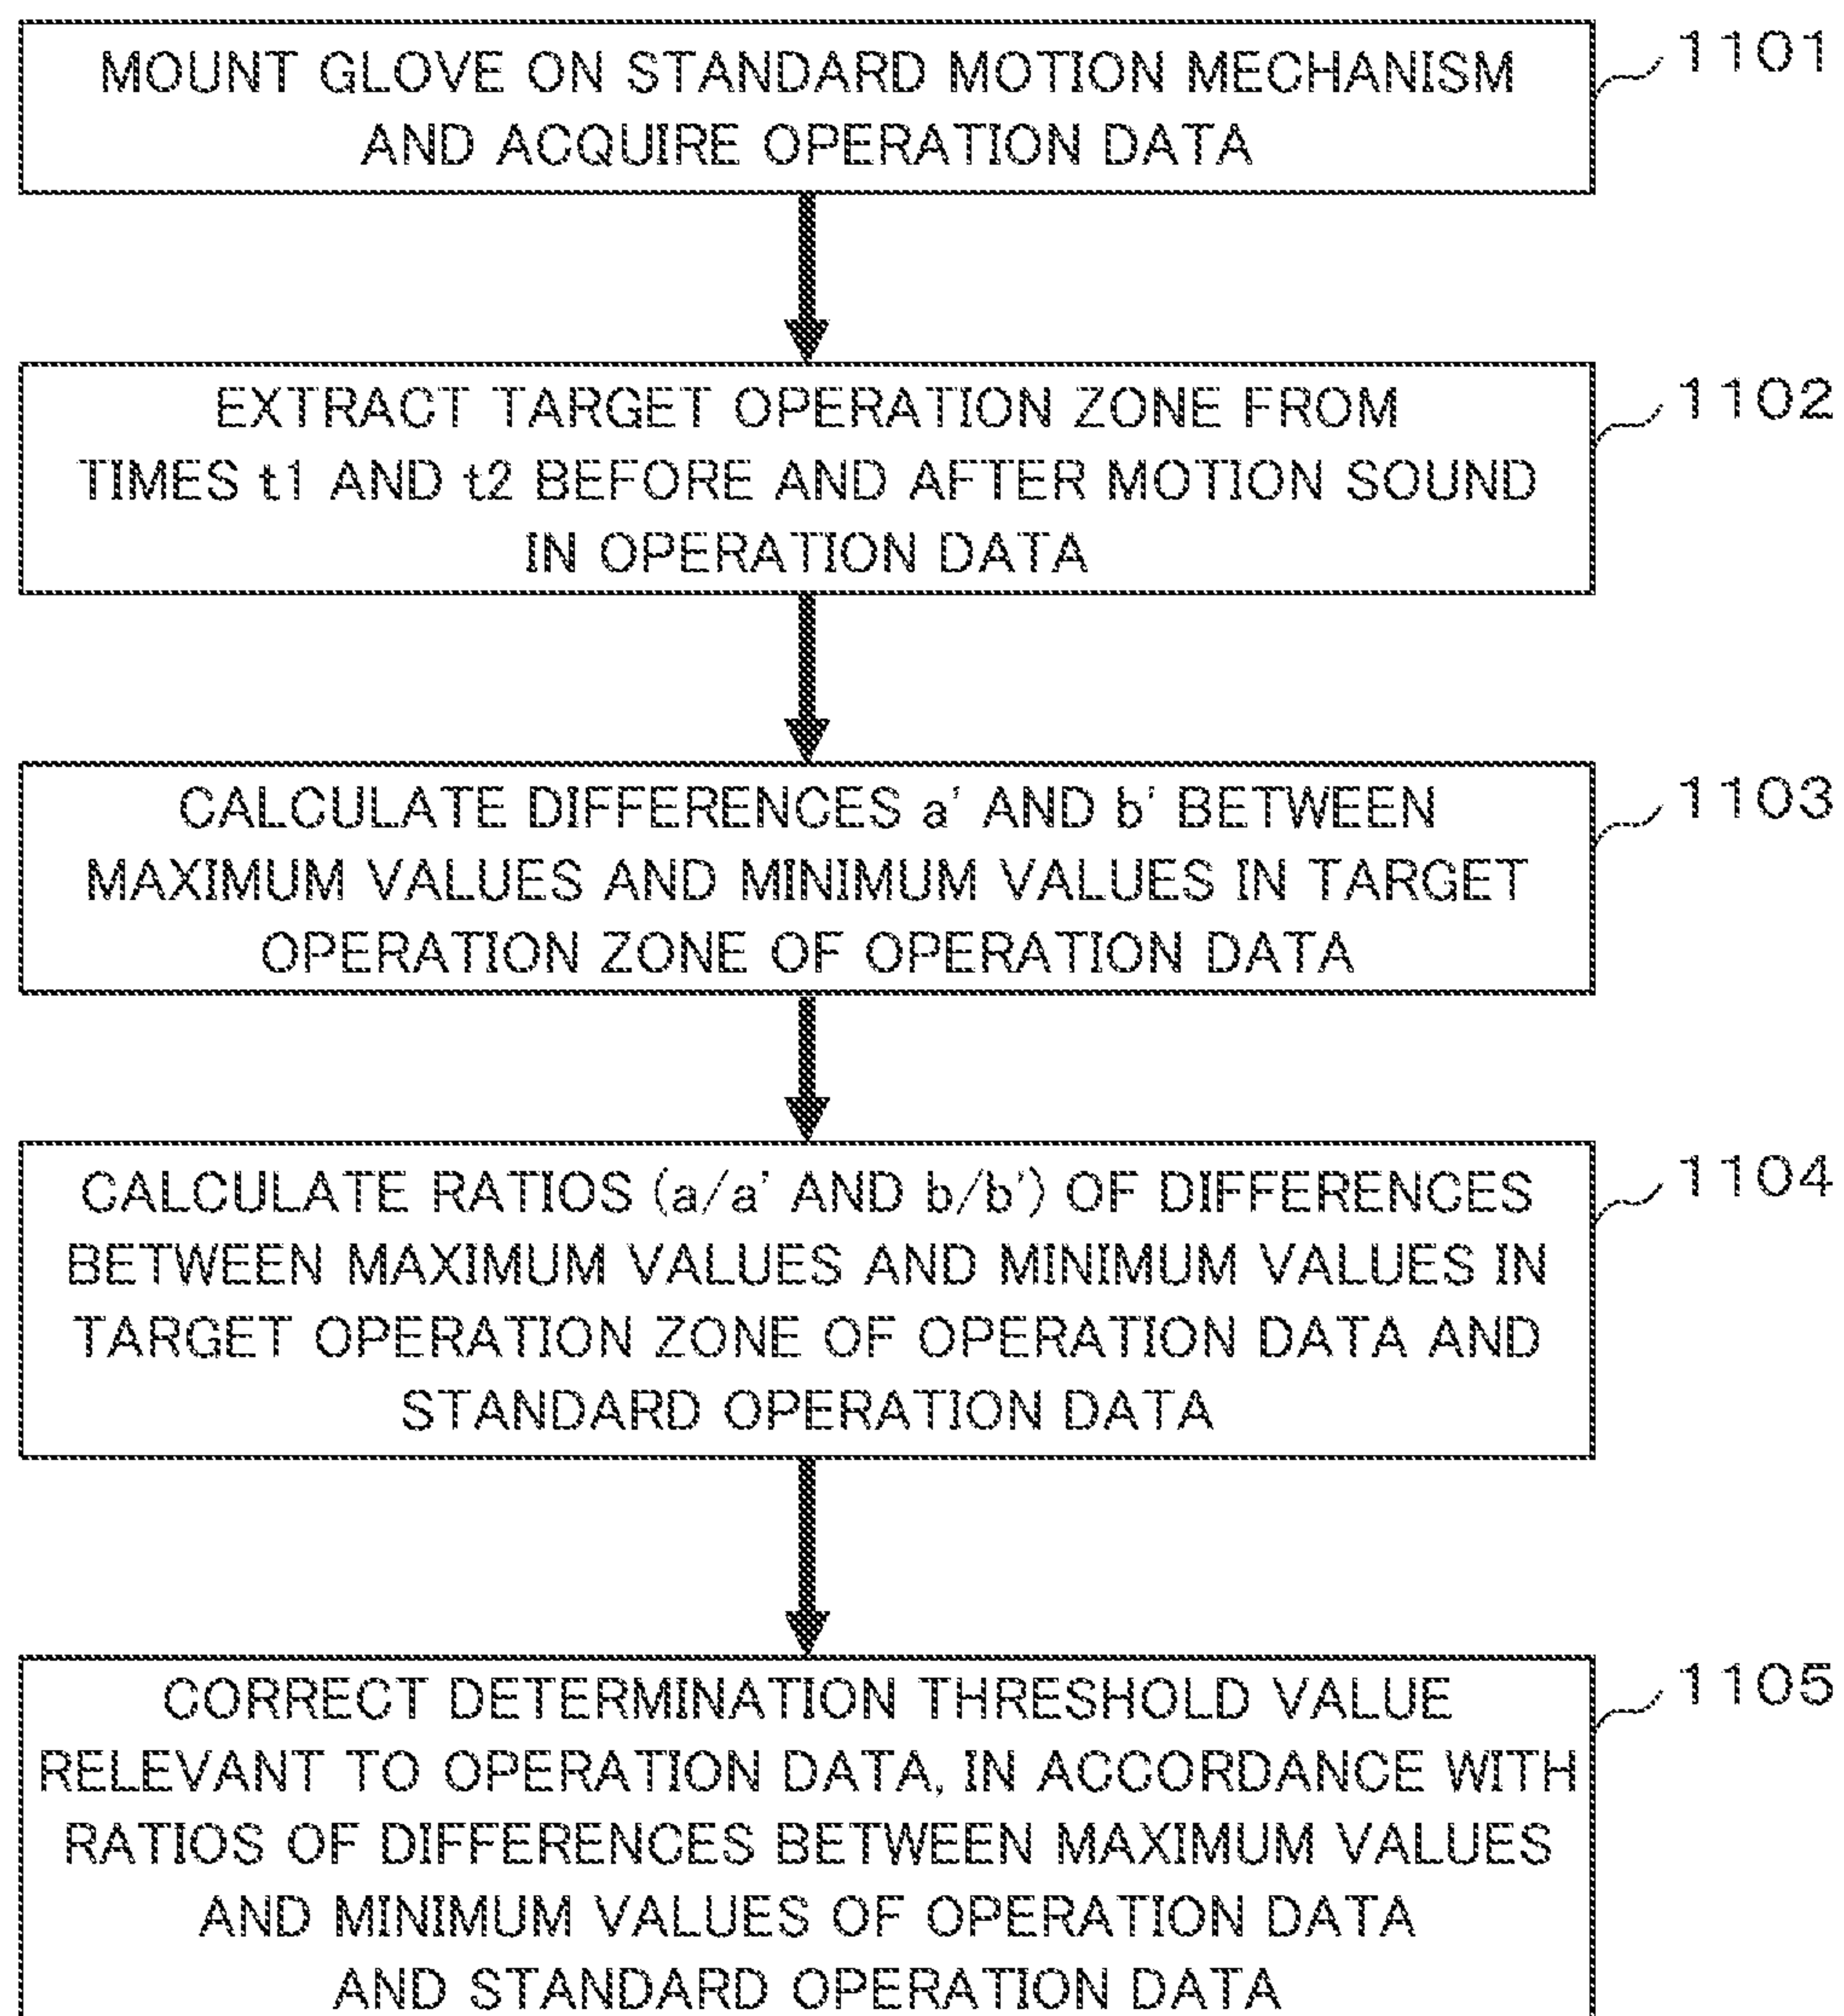 MOUNT GLOVE ON STANDARD MOTION MECHANISM
AND ACQUIRE OPERATION DATA
1101
EXTRACT TARGET OPERATION ZONE FROM
TIMES t1 AND t2 BEFORE AND AFTER MOTION SOUND
IN OPERATION DATA
1102
CALCULATE DIFFERENCES a' AND b' BETWEEN
MAXIMUM VALUES AND MINIMUM VALUES IN TARGET
OPERATION ZONE OF OPERATION DATA
1103
CALCULATE RATIOS (a/a' AND b/b') OF DIFFERENCES
BETWEEN MAXIMUM VALUES AND MINIMUM VALUES IN
TARGET OPERATION ZONE OF OPERATION DATA AND
STANDARD OPERATION DATA
1104
CORRECT DETERMINATION THRESHOLD VALUE
RELEVANT TO OPERATION DATA, IN ACCORDANCE WITH
RATIOS OF DIFFERENCES BETWEEN MAXIMUM VALUES
AND MINIMUM VALUES OF OPERATION DATA
AND STANDARD OPERATION DATA
1105